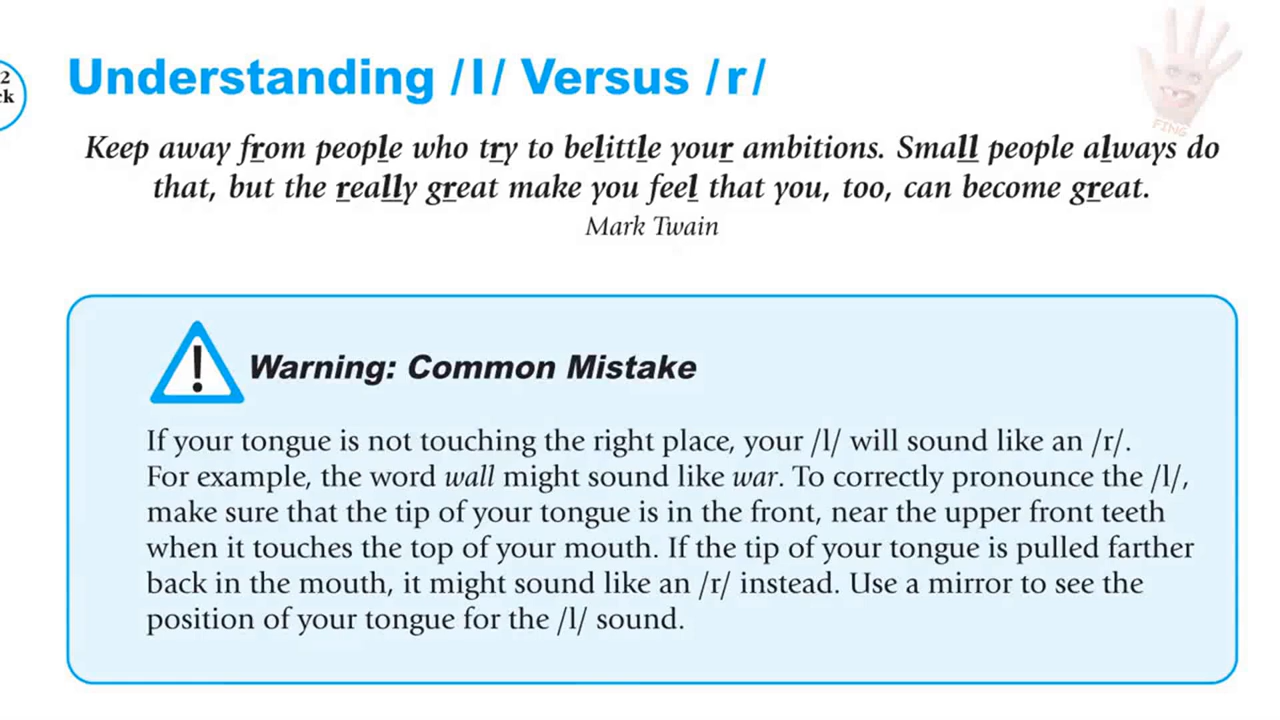 2
ck
Understanding /l/ Versus /r/
FING
Keep away from people who try to belittle your ambitions. Small people always do
that, but the really great make you feel that you, too, can become great.
Mark Twain
Warning: Common Mistake
If your tongue is not touching the right place, your /l/ will sound like an /r/.
For example, the word wall might sound like war. To correctly pronounce the /l/,
make sure that the tip of your tongue is in the front, near the upper front teeth
when it touches the top of your mouth. If the tip of your tongue is pulled farther
back in the mouth, it might sound like an /r/ instead. Use a mirror to see the
position of your tongue for the /l/ sound.